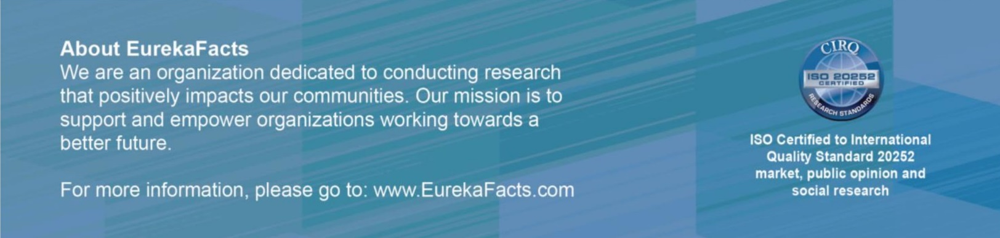 About EurekaFacts
We are an organization dedicated to conducting research
that positively impacts our communities. Our mission is to
support and empower organizations working towards a
better future.
For more information, please go to: www.EurekaFacts.com
CIRQ
ISO 20252
CERTIFIED
RESEARCH STANDARDS
ISO Certified to International
Quality Standard 20252
market, public opinion and
social research